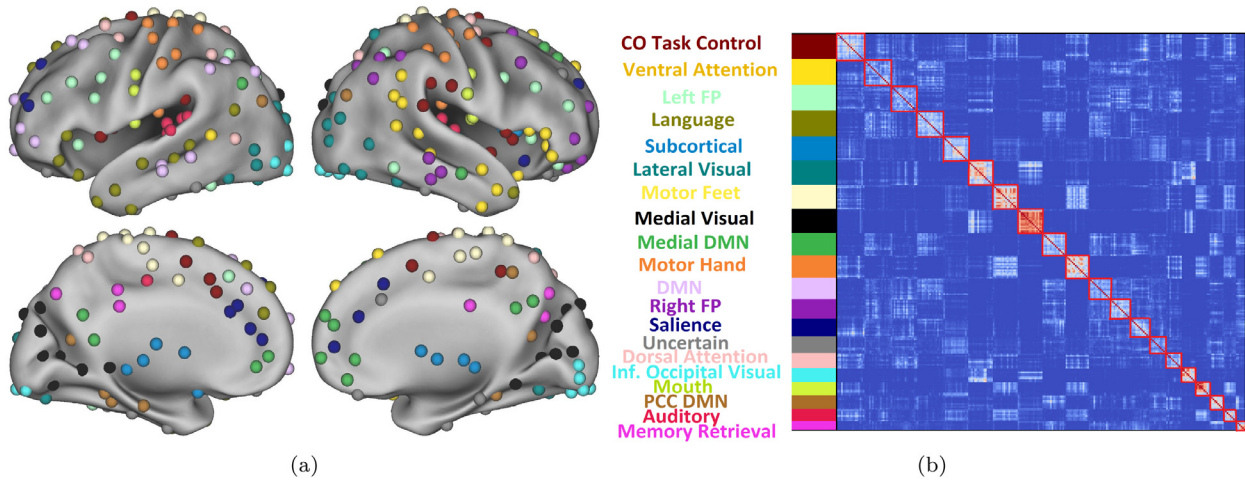 CO Task Control
Ventral Attention
Left FP
Language
Subcortical
Lateral Visual
Motor Feet
Medial Visual
Medial DMN
Motor Hand
DMN
Right FP
Salience
Uncertain
Dorsal Attention
Inf. Occipital Visual
Mouth
PCC DMN
Auditory
Memory Retrieval
(a)
(b)